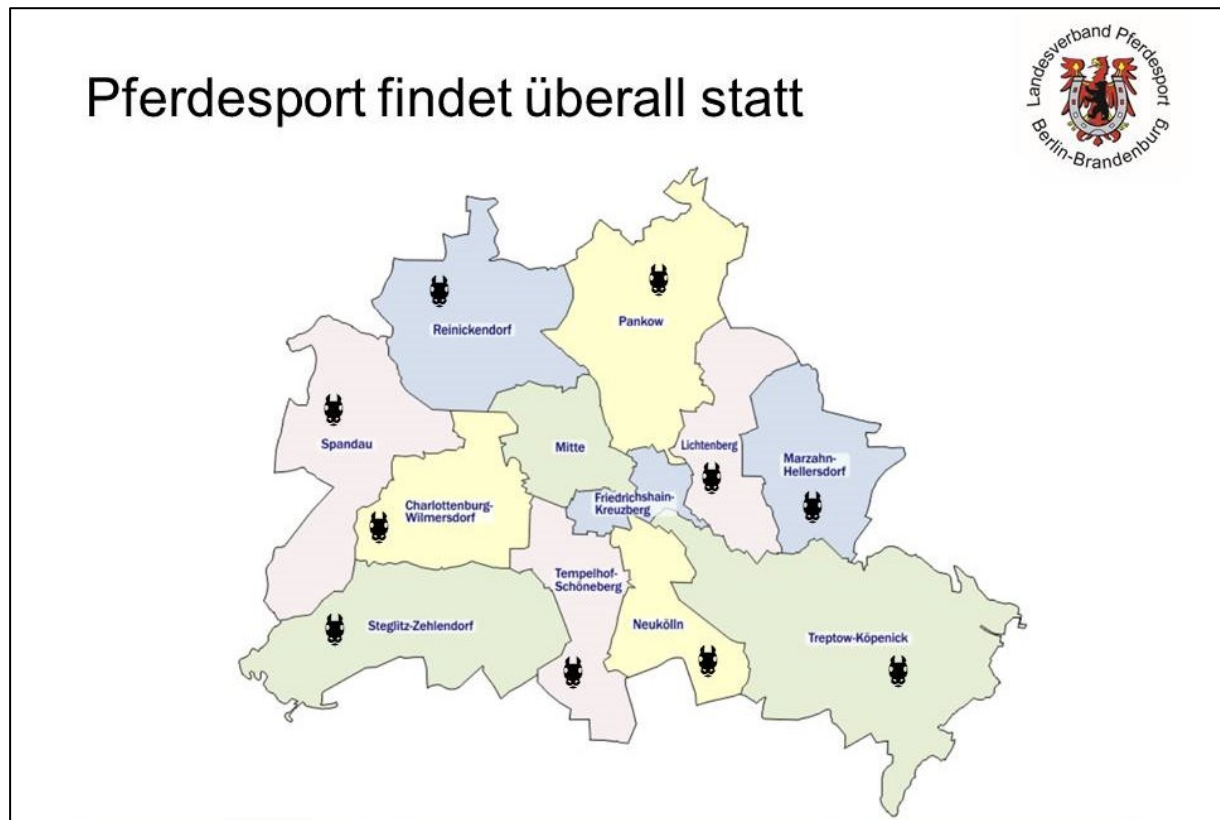 Pferdesport findet überall statt
Landesverband Pferdesport
Berlin-Brandenburg
Reinickendorf
Pankow
Spandau
Mitte
Lichtenberg
Marzahn-
Hellersdorf
Charlottenburg-
Wilmersdorf
Friedrichshain-
Kreuzberg
Tempelhof-
Schöneberg
Steglitz-Zehlendorf
Neukölln
Treptow-Köpenick